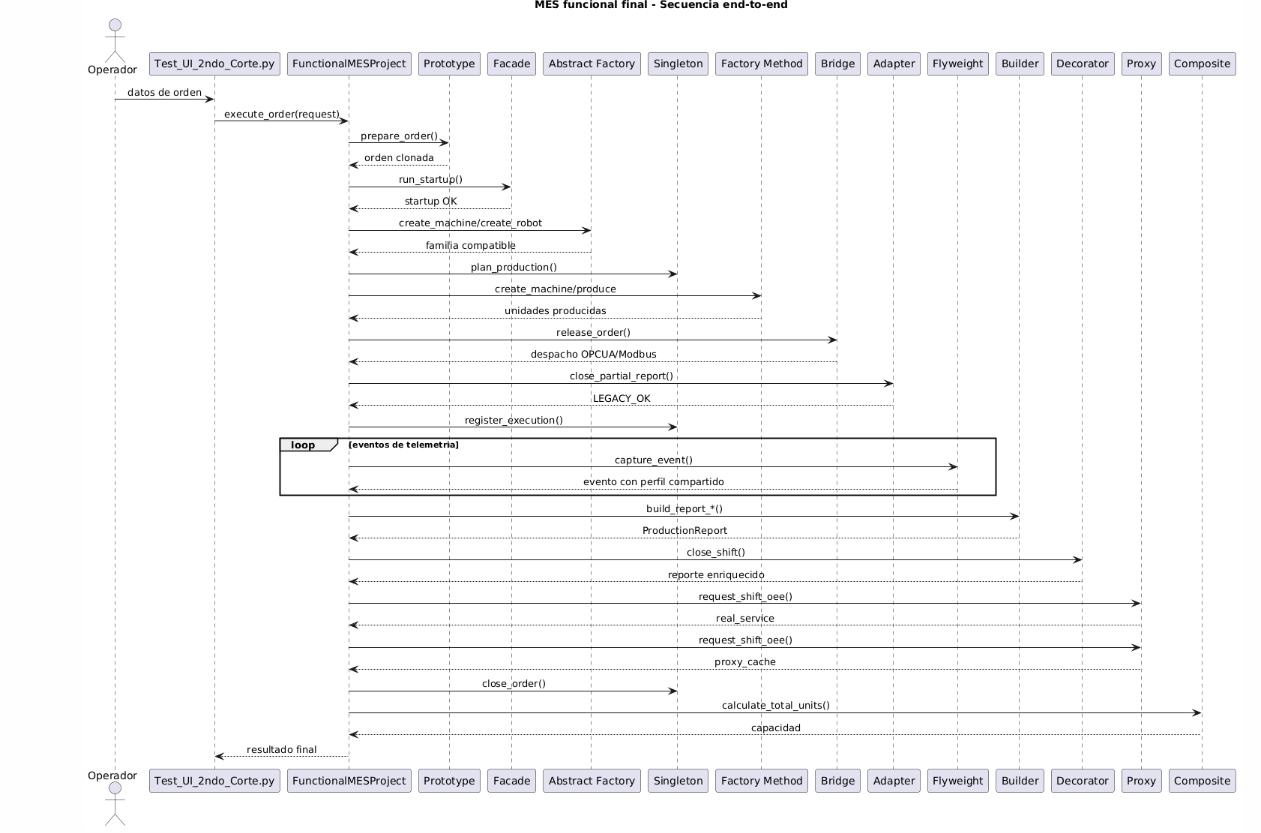 MES funcional final - Secuencia end-to-end
Operador
Test_UI_2ndo_Corte.py
FunctionalMESProject
Prototype
Facade
Abstract Factory
Singleton
Factory Method
Bridge
Adapter
Flyweight
Builder
Decorator
Proxy
Composite
datos de orden
execute_order(request)
prepare_order()
orden clonada
run_startup()
startup OK
create_machine/create_robot
familia compatible
plan_production()
create_machine/produce
unidades producidas
release_order()
despacho OPCUA/Modbus
close_partial_report()
LEGACY_OK
register_execution()
loop
[eventos de telemetria]
capture_event()
evento con perfil compartido
build_report_*()
ProductionReport
close_shift()
reporte enriquecido
request_shift_oee()
real_service
request_shift_oee()
proxy_cache
close_order()
calculate_total_units()
capacidad
resultado final
Operador
Test_UI_2ndo_Corte.py
FunctionalMESProject
Prototype
Facade
Abstract Factory
Singleton
Factory Method
Bridge
Adapter
Flyweight
Builder
Decorator
Proxy
Composite